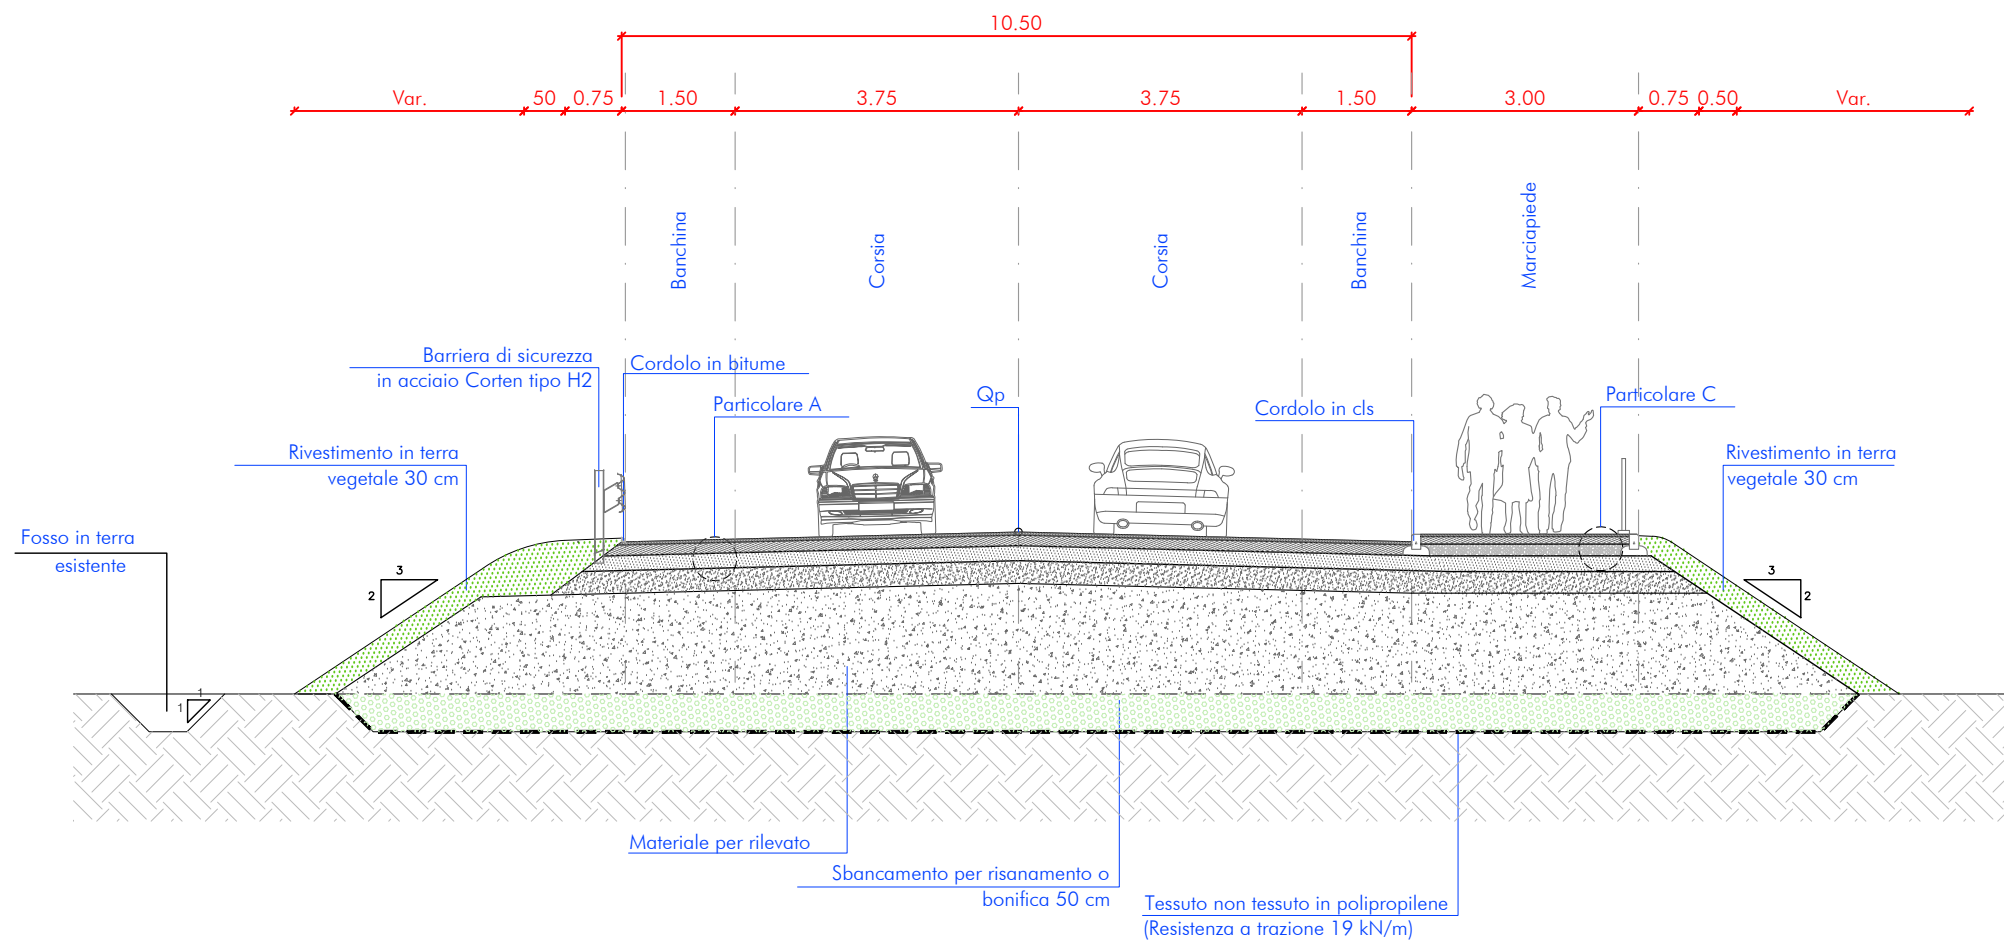 10.50
Var. 50 0.75 1.50 3.75 3.75 1.50 3.00 0.75 0.50 Var.
Banchina
Corsia
Corsia
Banchina
Marciapiede
Barriera di sicurezza
in acciaio Corten tipo H2
Cordolo in bitume
Particolare A
Qp
Cordolo in cls
Particolare C
Rivestimento in terra
vegetale 30 cm
Rivestimento in terra
vegetale 30 cm
Fosso in terra
esistente
3
2
3
2
1
1
Materiale per rilevato
Sbancamento per risanamento o
bonifica 50 cm
Tessuto non tessuto in polipropilene
(Resistenza a trazione 19 kN/m)